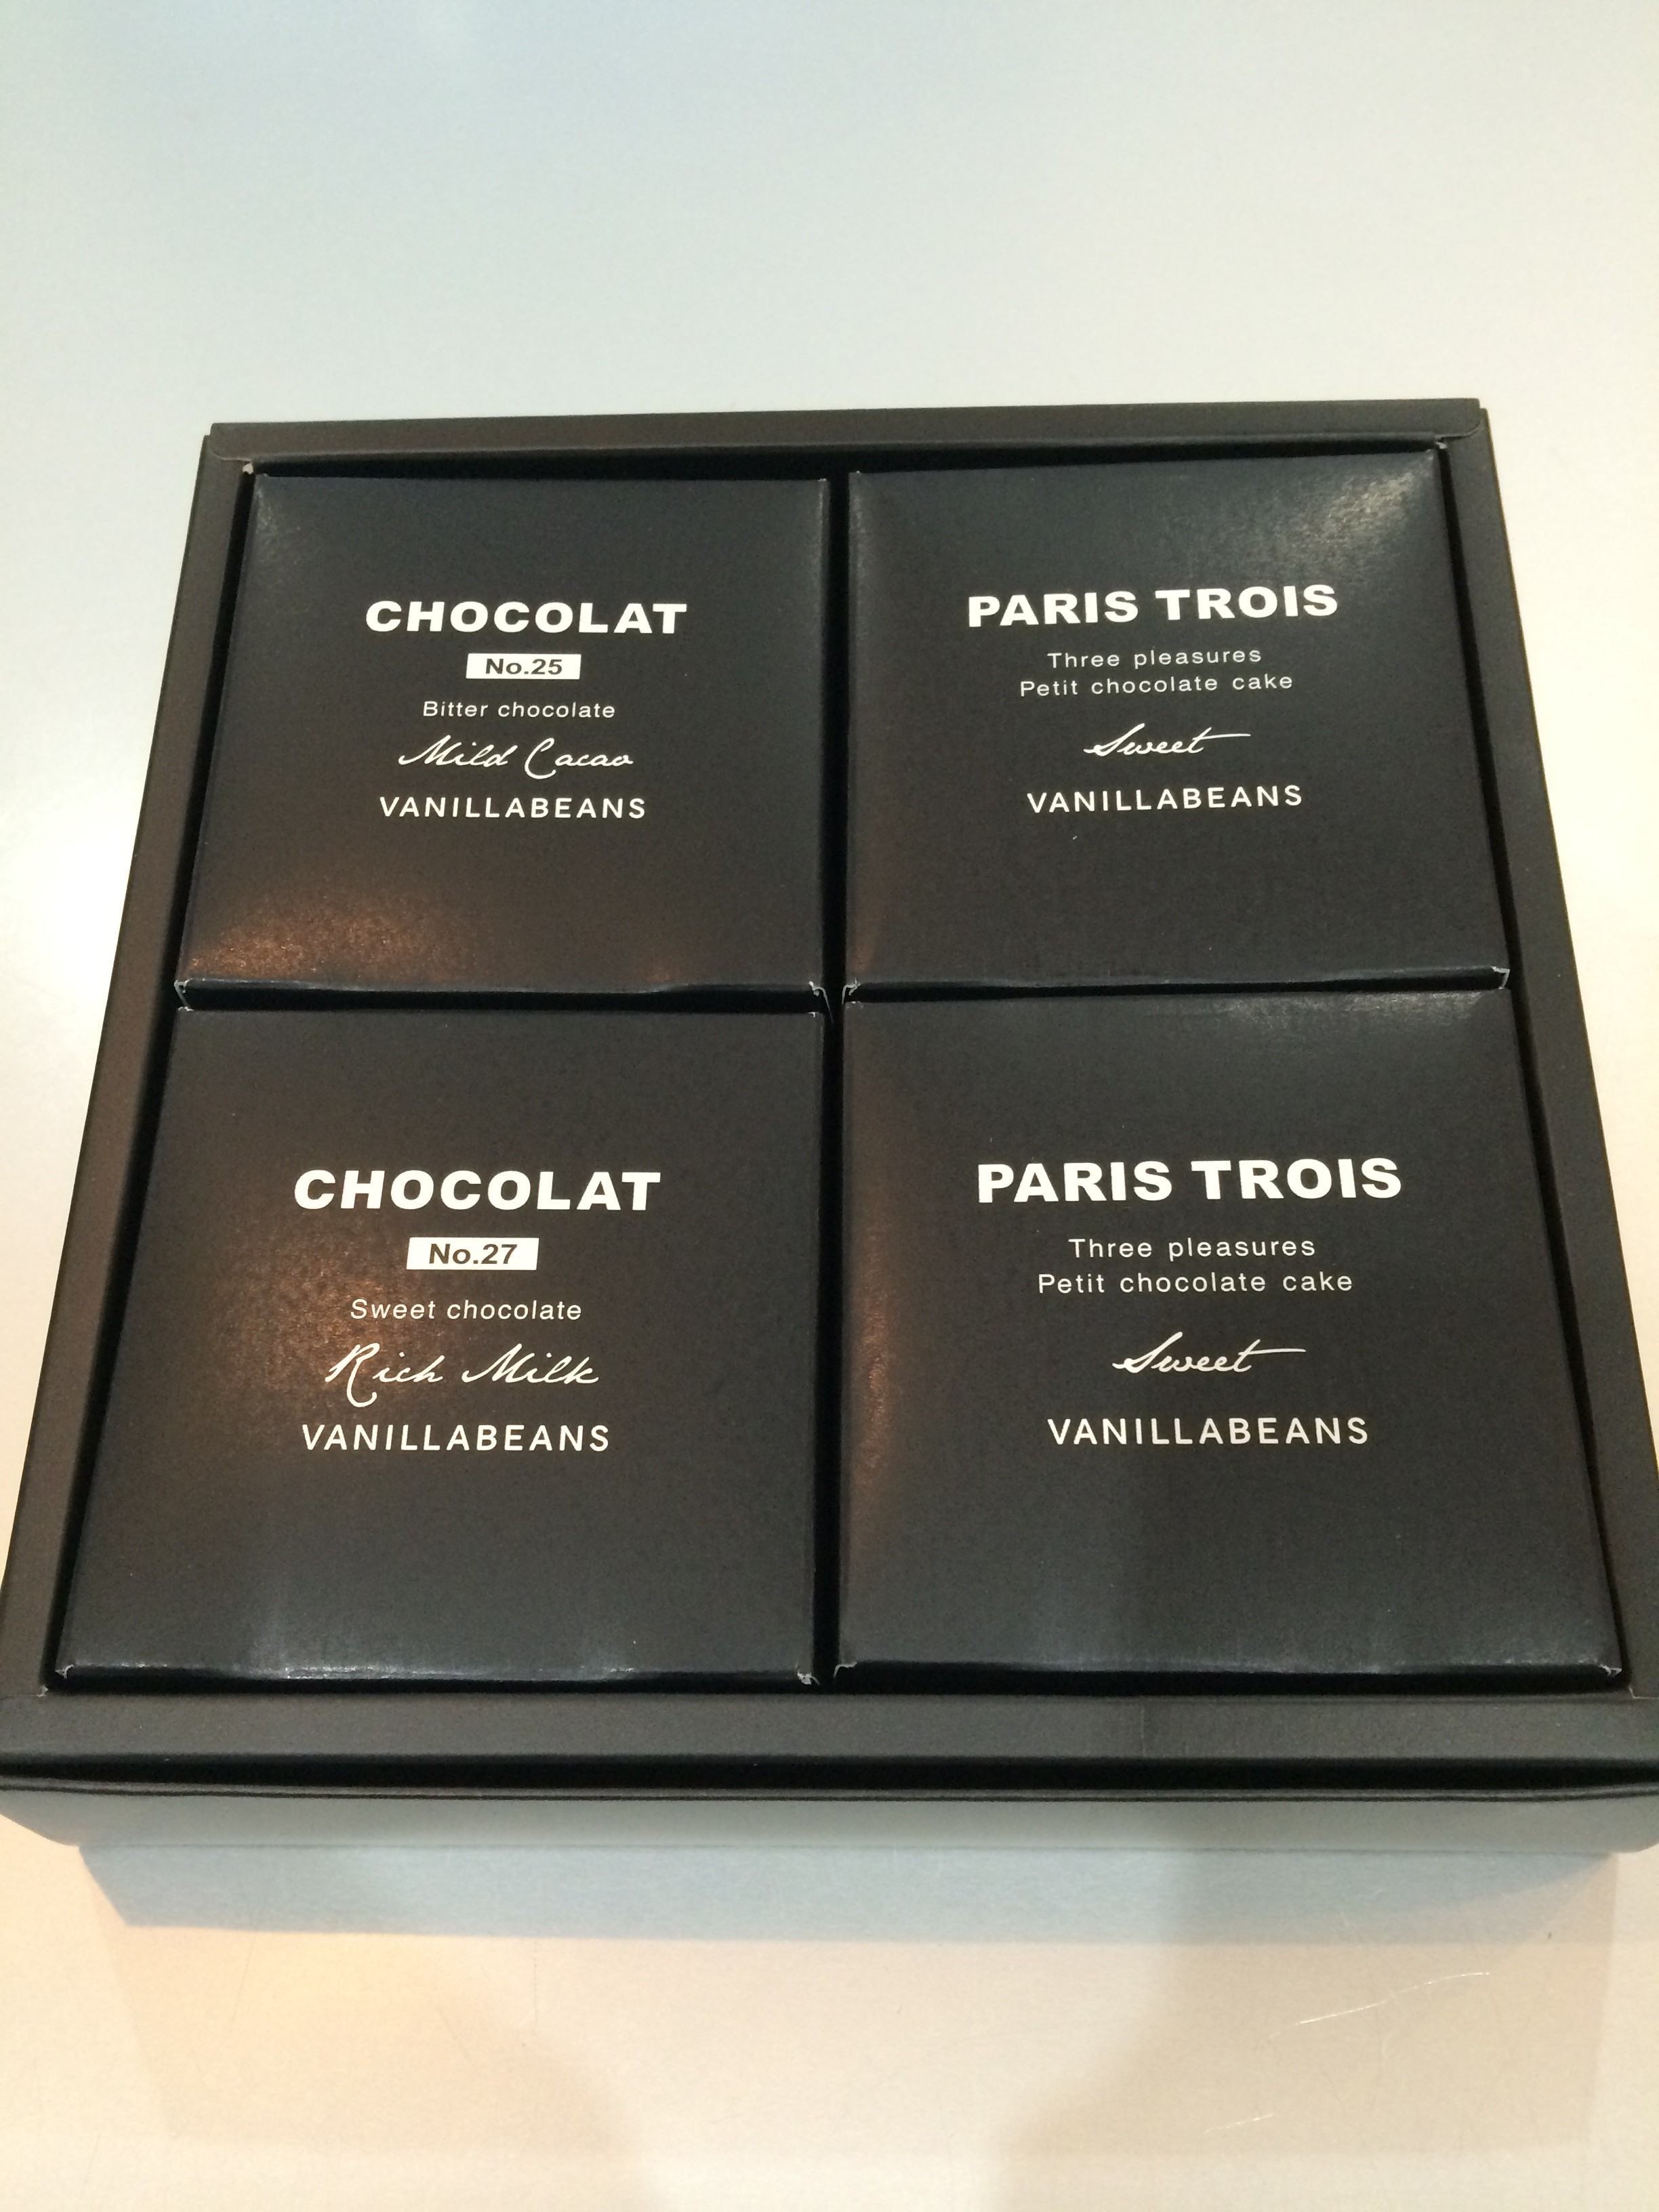 CHOCOLAT
No.25
Bitter chocolate
Mild Cacao
VANILLABEANS
PARIS TROIS
Three pleasures
Petit chocolate cake
Sweet
VANILLABEANS
CHOCOLAT
No.27
Sweet chocolate
Rich Milk
VANILLABEANS
PARIS TROIS
Three pleasures
Petit chocolate cake
Sweet
VANILLABEANS